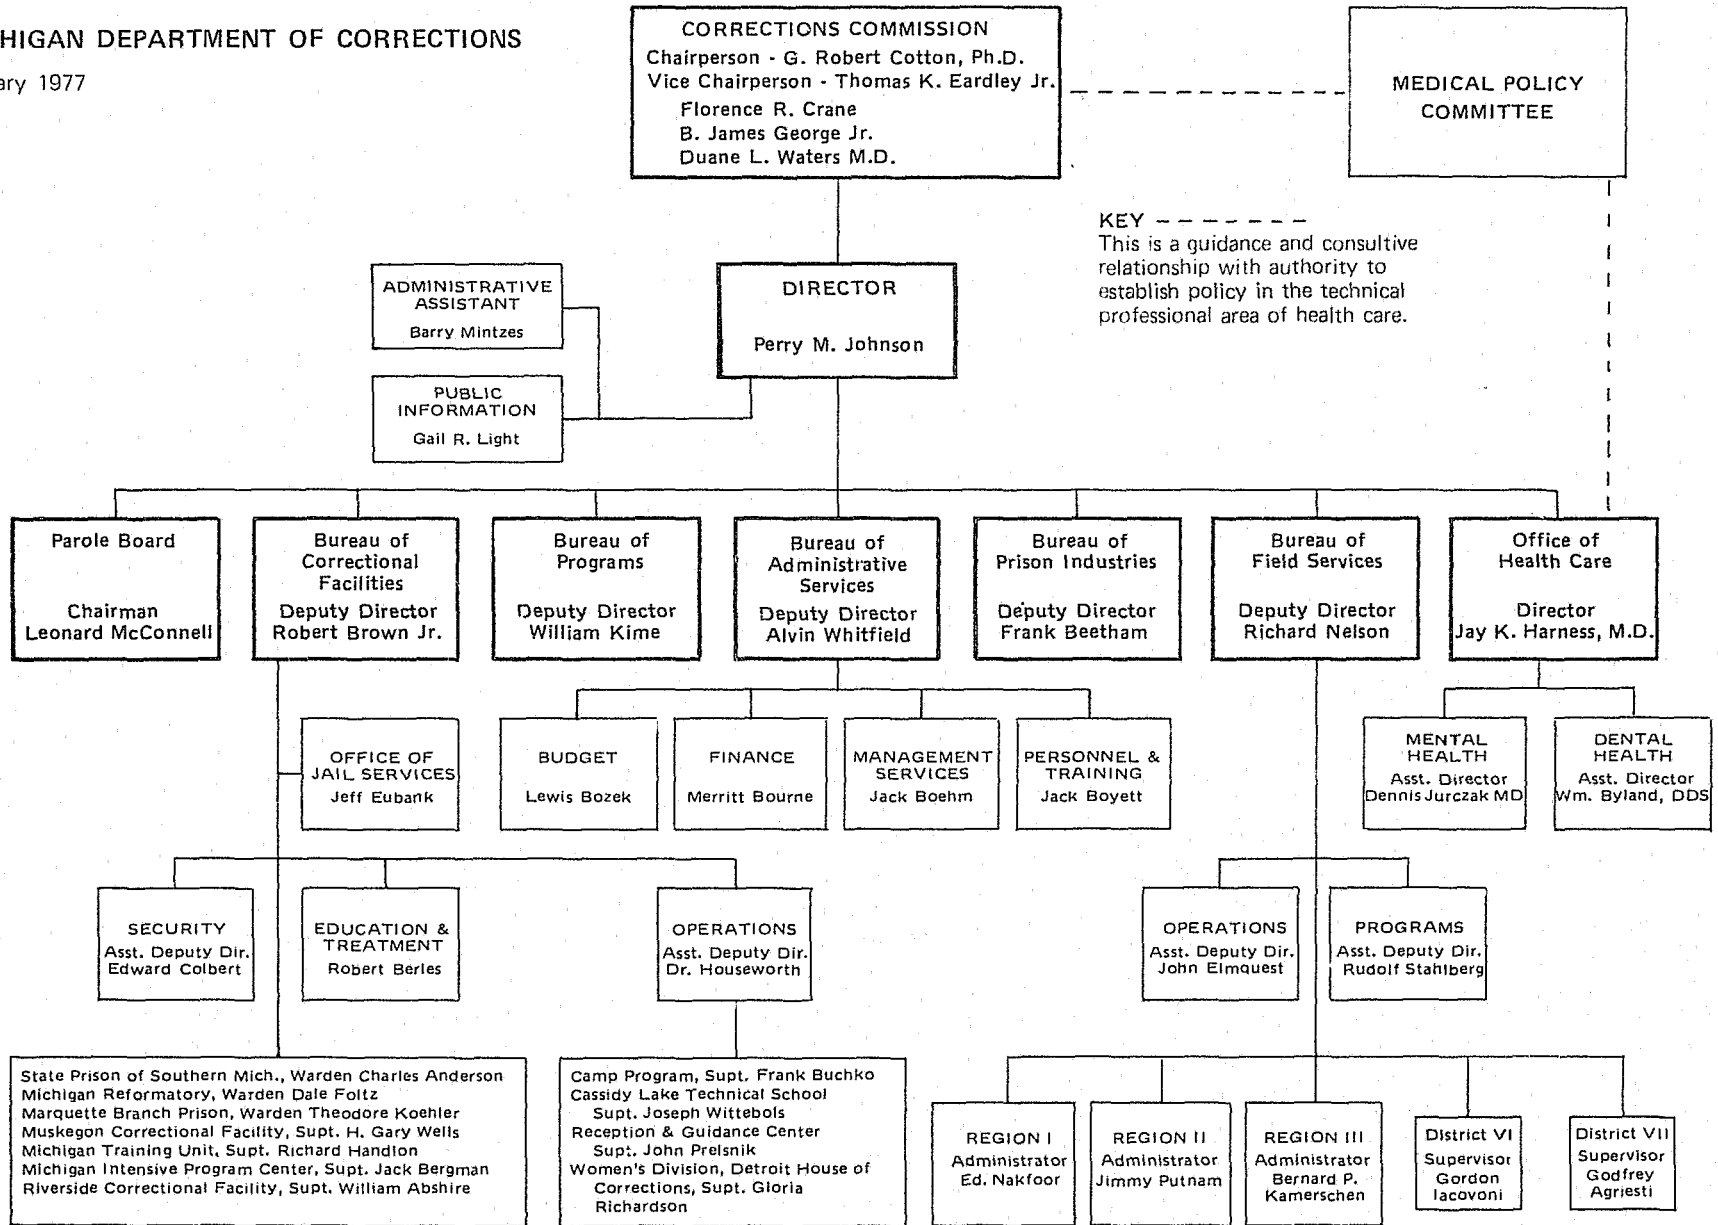 HIGAN DEPARTMENT OF CORRECTIONS
ary 1977
CORRECTIONS COMMISSION
Chairperson - G. Robert Cotton, Ph.D.
Vice Chairperson - Thomas K. Eardley Jr.
Florence R. Crane
B. James George Jr.
Duane L. Waters M.D.
MEDICAL POLICY
COMMITTEE
KEY - - - - - - -
This is a guidance and consultive
relationship with authority to
establish policy in the technical
professional area of health care.
ADMINISTRATIVE
ASSISTANT
Barry Mintzes
DIRECTOR
Perry M. Johnson
PUBLIC
INFORMATION
Gail R. Light
Parole Board
Chairman
Leonard McConnell
Bureau of
Correctional
Facilities
Deputy Director
Robert Brown Jr.
Bureau of
Programs
Deputy Director
William Kime
Bureau of
Administrative
Services
Deputy Director
Alvin Whitfield
Bureau of
Prison Industries
Deputy Director
Frank Beetham
Bureau of
Field Services
Deputy Director
Richard Nelson
Office of
Health Care
Director
Jay K. Harness, M.D.
OFFICE OF
JAIL SERVICES
Jeff Eubank
BUDGET
Lewis Bozek
FINANCE
Merritt Bourne
MANAGEMENT
SERVICES
Jack Boehm
PERSONNEL &
TRAINING
Jack Boyett
MENTAL
HEALTH
Asst. Director
Dennis Jurczak MD
DENTAL
HEALTH
Asst. Director
Wm. Byland, DDS
SECURITY
Asst. Deputy Dir.
Edward Colbert
EDUCATION &
TREATMENT
Robert Berles
OPERATIONS
Asst. Deputy Dir.
Dr. Houseworth
OPERATIONS
Asst. Deputy Dir.
John Elmquest
PROGRAMS
Asst. Deputy Dir.
Rudolf Stahlberg
State Prison of Southern Mich., Warden Charles Anderson
Michigan Reformatory, Warden Dale Foltz
Marquette Branch Prison, Warden Theodore Koehler
Muskegon Correctional Facility, Supt. H. Gary Wells
Michigan Training Unit, Supt. Richard Handlon
Michigan Intensive Program Center, Supt. Jack Bergman
Riverside Correctional Facility, Supt. William Abshire
Camp Program, Supt. Frank Buchko
Cassidy Lake Technical School
Supt. Joseph Wittebols
Reception & Guidance Center
Supt. John Prelsnik
Women's Division, Detroit House of
Corrections, Supt. Gloria
Richardson
REGION I
Administrator
Ed. Nakfoor
REGION II
Administrator
Jimmy Putnam
REGION III
Administrator
Bernard P.
Kamerschen
District VI
Supervisor
Gordon
Iacovoni
District VII
Supervisor
Godfrey
Agriesti